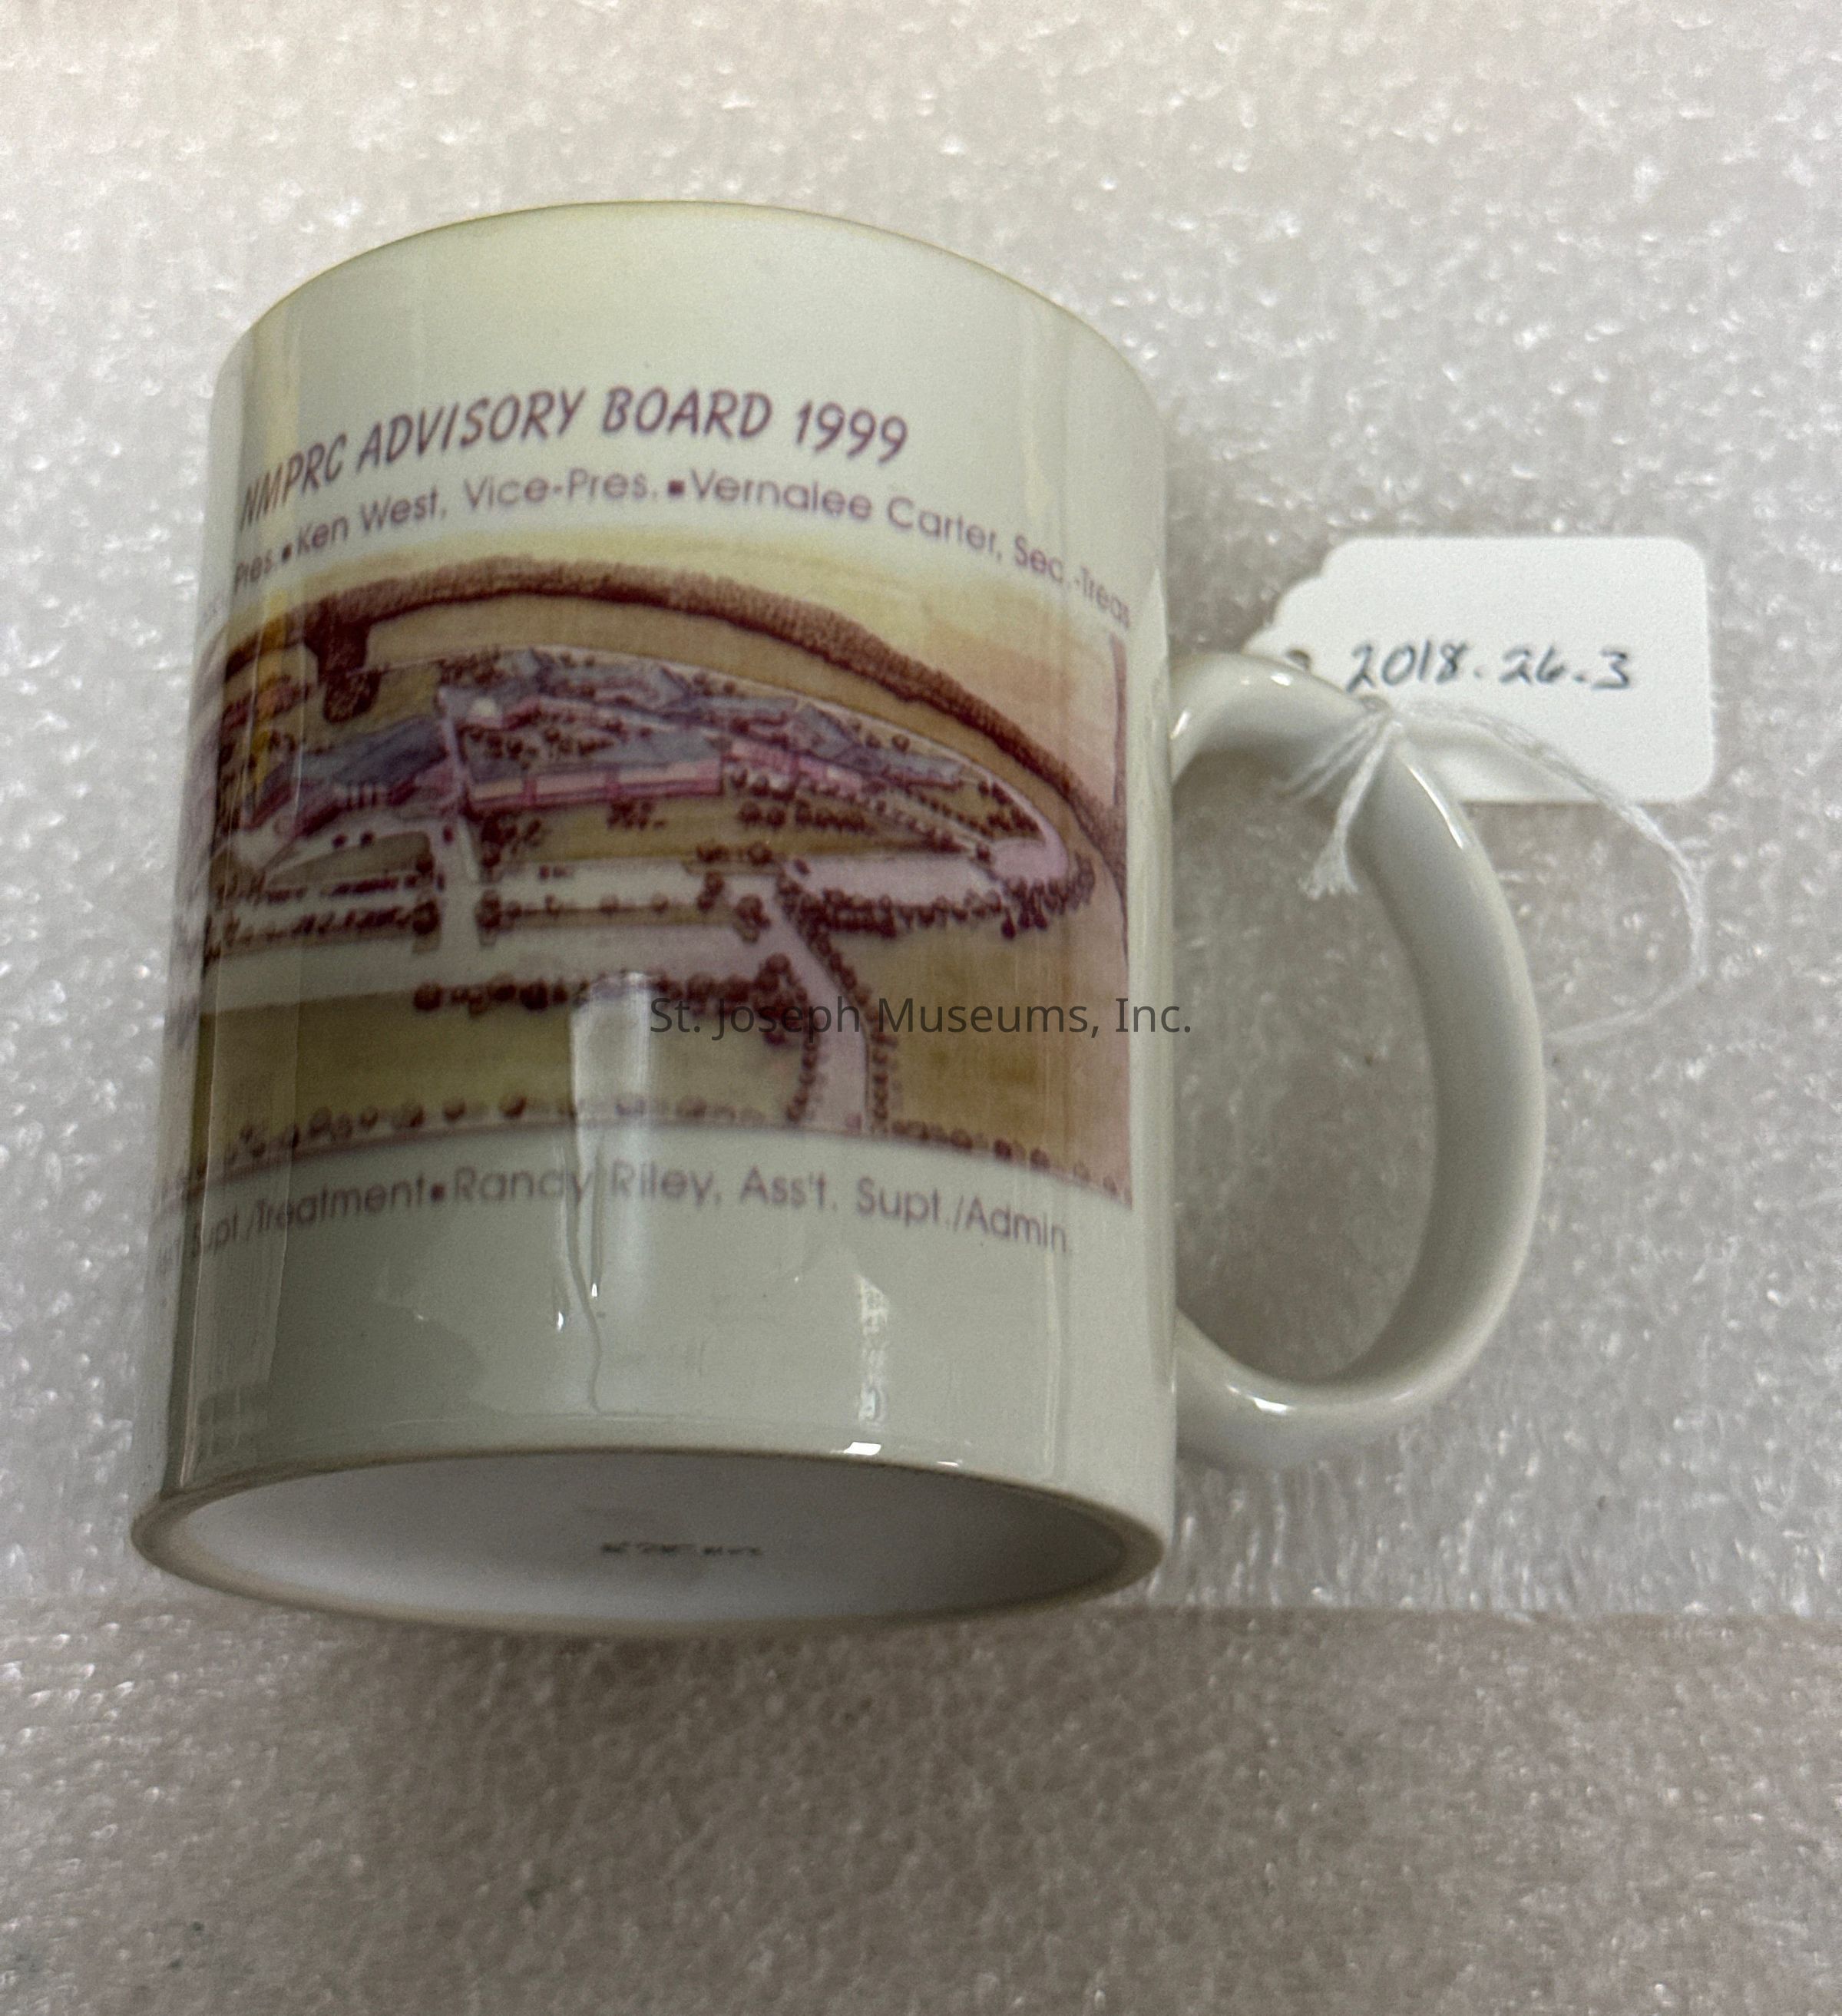 NMPRC ADVISORY BOARD 1999
Pres. ▪ Ken West, Vice-Pres. ▪ Vernalee Carter, Sec.-Treas
2018.26.3
St. Joseph Museums, Inc.
Supt./Treatment ▪ Randy Riley, Ass't. Supt./Admin.